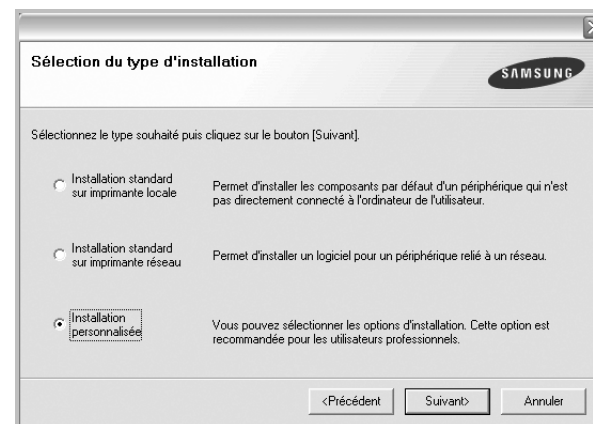 Sélection du type d'installation
SAMSUNG
Sélectionnez le type souhaité puis cliquez sur le bouton [Suivant].
Installation standard
sur imprimante locale
Permet d'installer les composants par défaut d'un périphérique qui n'est
pas directement connecté à l'ordinateur de l'utilisateur.
Installation standard
sur imprimante réseau
Permet d'installer un logiciel pour un périphérique relié à un réseau.
Installation
personnalisée
Vous pouvez sélectionner les options d'installation. Cette option est
recommandée pour les utilisateurs professionnels.
<Précédent
Suivant>
Annuler